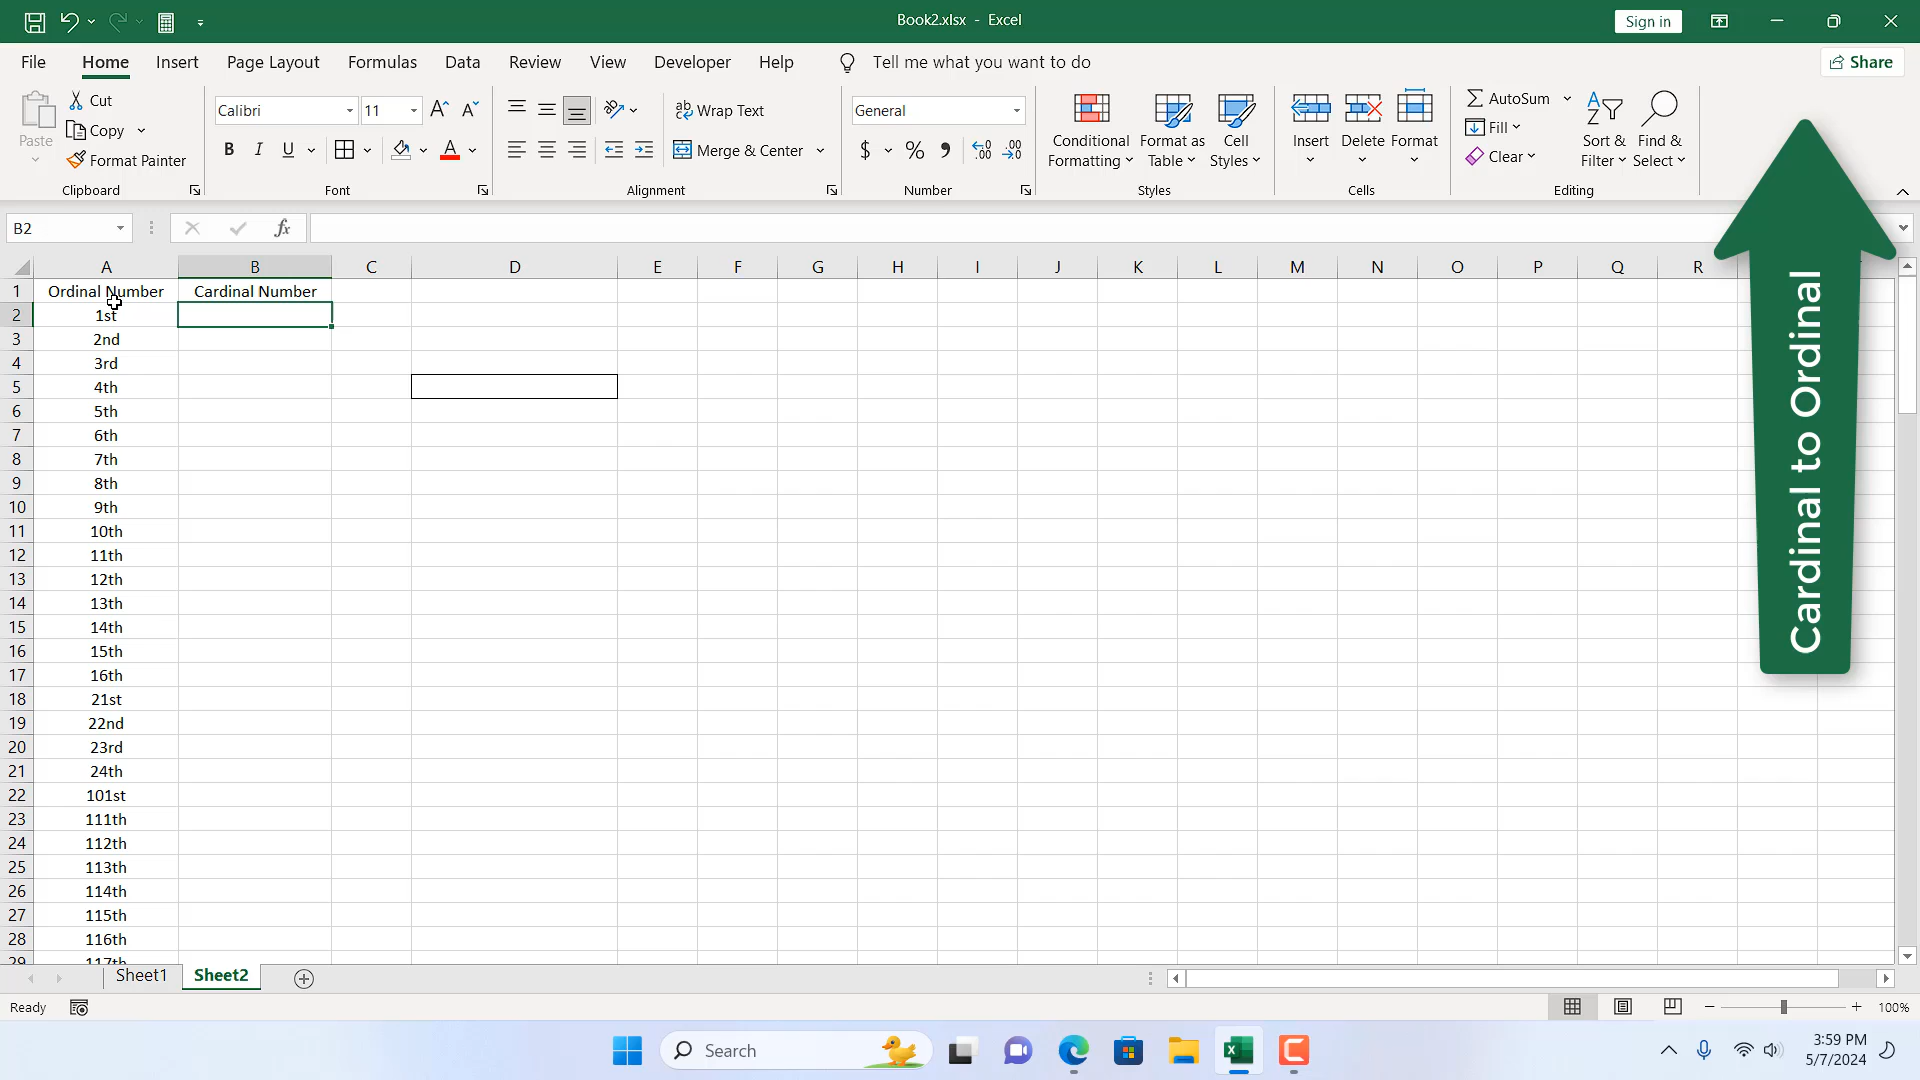 Book2.xlsx - Excel
Sign in
File Home Insert Page Layout Formulas Data Review View Developer Help Tell me what you want to do Share
Paste
Cut
Copy
Format Painter
Clipboard
Calibri 11
B I U
Font
Wrap Text
Merge & Center
Alignment
General
$ % ,
Number
Conditional Formatting
Format as Table
Cell Styles
Styles
Insert
Delete
Format
Cells
AutoSum
Fill
Clear
Sort & Filter
Find & Select
Editing
B2
fx
A B C D E F G H I J K L M N O P Q R
1 Ordinal Number Cardinal Number
2 1st
3 2nd
4 3rd
5 4th
6 5th
7 6th
8 7th
9 8th
10 9th
11 10th
12 11th
13 12th
14 13th
15 14th
16 15th
17 16th
18 21st
19 22nd
20 23rd
21 24th
22 101st
23 111th
24 112th
25 113th
26 114th
27 115th
28 116th
29 117th
Cardinal to Ordinal
Sheet1 Sheet2
Ready
100%
Search
3:59 PM
5/7/2024